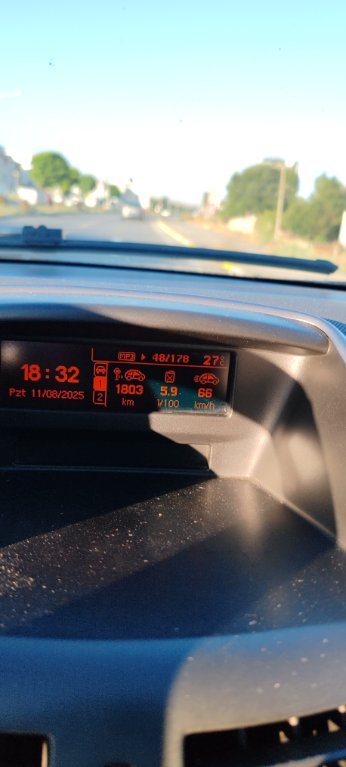 MP3 48/178 27°C
18:32
Pzt 11/08/2025
1
2
1803
km
5.9
l/100
66
km/h